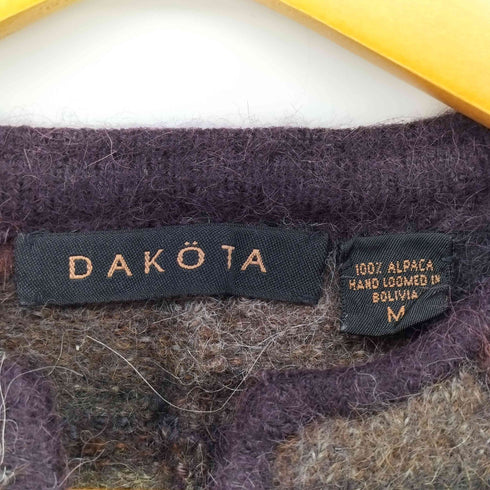 DAKÖTA
100% ALPACA
HAND LOOMED IN
BOLIVIA
M